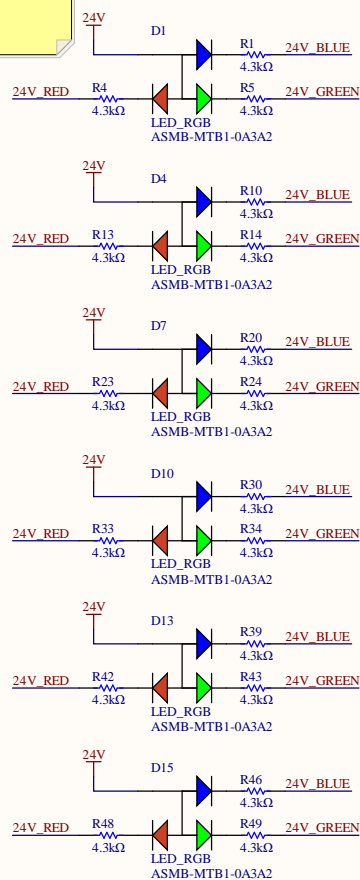 24V
D1
R1
24V_BLUE
4.3kΩ
24V_RED
R4
R5
24V_GREEN
4.3kΩ
4.3kΩ
LED_RGB
ASMB-MTB1-0A3A2
24V
D4
R10
24V_BLUE
4.3kΩ
24V_RED
R13
R14
24V_GREEN
4.3kΩ
4.3kΩ
LED_RGB
ASMB-MTB1-0A3A2
24V
D7
R20
24V_BLUE
4.3kΩ
24V_RED
R23
R24
24V_GREEN
4.3kΩ
4.3kΩ
LED_RGB
ASMB-MTB1-0A3A2
24V
D10
R30
24V_BLUE
4.3kΩ
24V_RED
R33
R34
24V_GREEN
4.3kΩ
4.3kΩ
LED_RGB
ASMB-MTB1-0A3A2
24V
D13
R39
24V_BLUE
4.3kΩ
24V_RED
R42
R43
24V_GREEN
4.3kΩ
4.3kΩ
LED_RGB
ASMB-MTB1-0A3A2
24V
D15
R46
24V_BLUE
4.3kΩ
24V_RED
R48
R49
24V_GREEN
4.3kΩ
4.3kΩ
LED_RGB
ASMB-MTB1-0A3A2